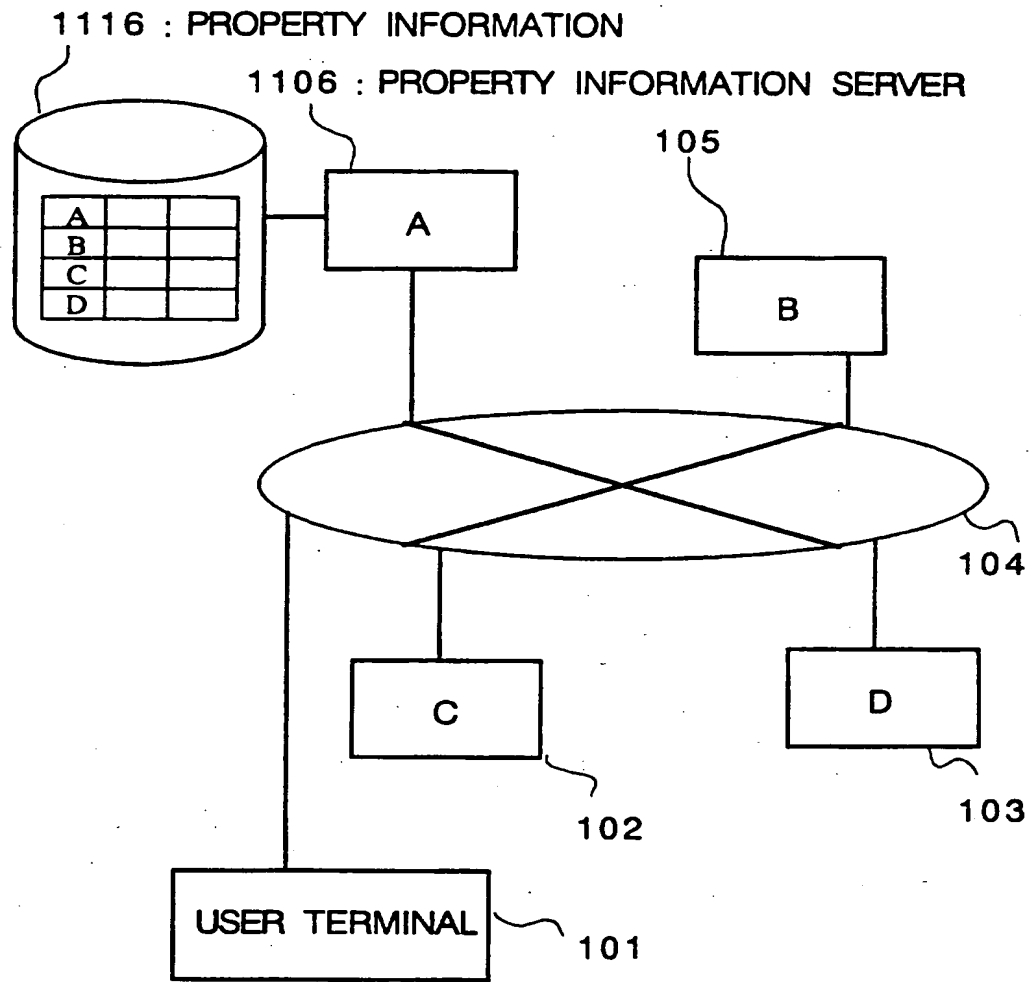 1116 : PROPERTY INFORMATION
1106 : PROPERTY INFORMATION SERVER
105
A
A
B
C
D
B
104
C
D
102
103
USER TERMINAL
101